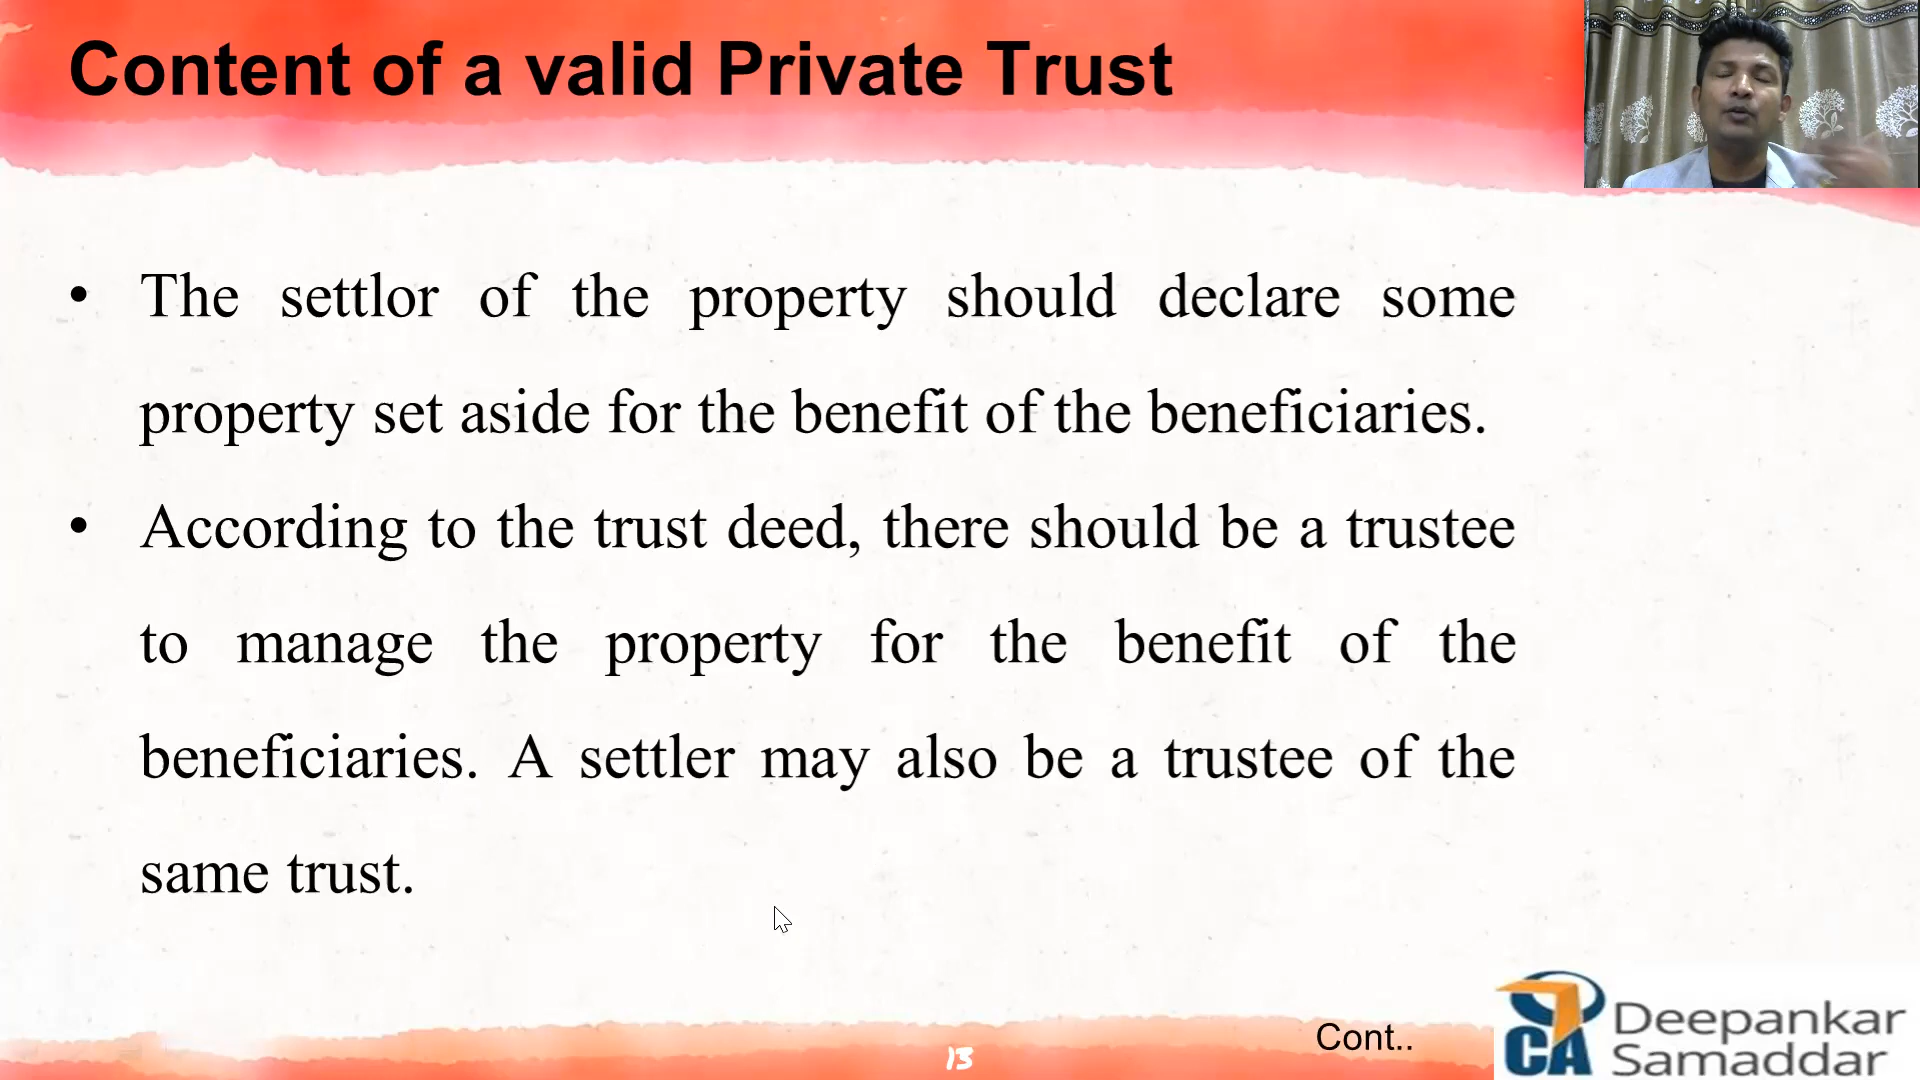 Content of a valid Private Trust
• The settlor of the property should declare some
property set aside for the benefit of the beneficiaries.
• According to the trust deed, there should be a trustee
to manage the property for the benefit of the
beneficiaries. A settler may also be a trustee of the
same trust.
Cont..
13
CA
Deepankar
Samaddar